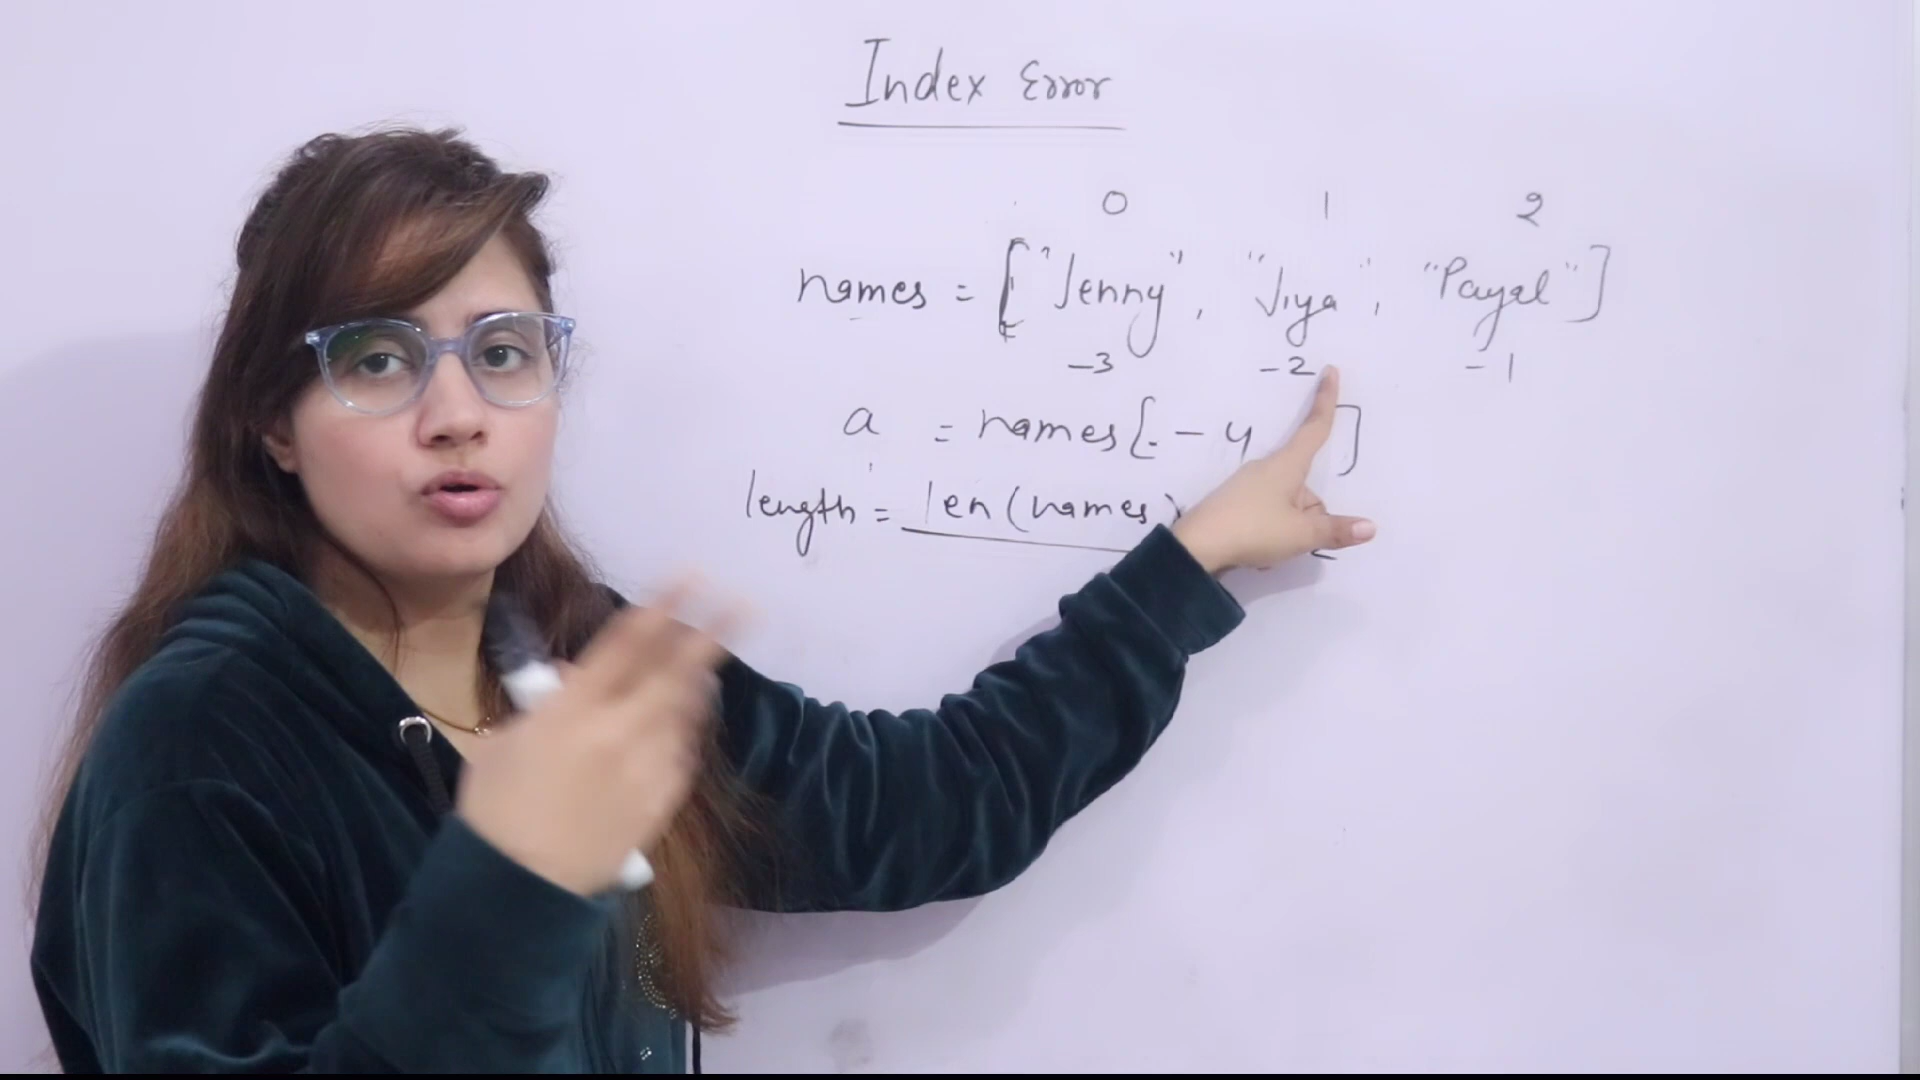 Index Error
0 1 2
names = ["Jenny", "Jiya", "Payal"]
-3 -2 -1
a = names[-4]
length = len(names)